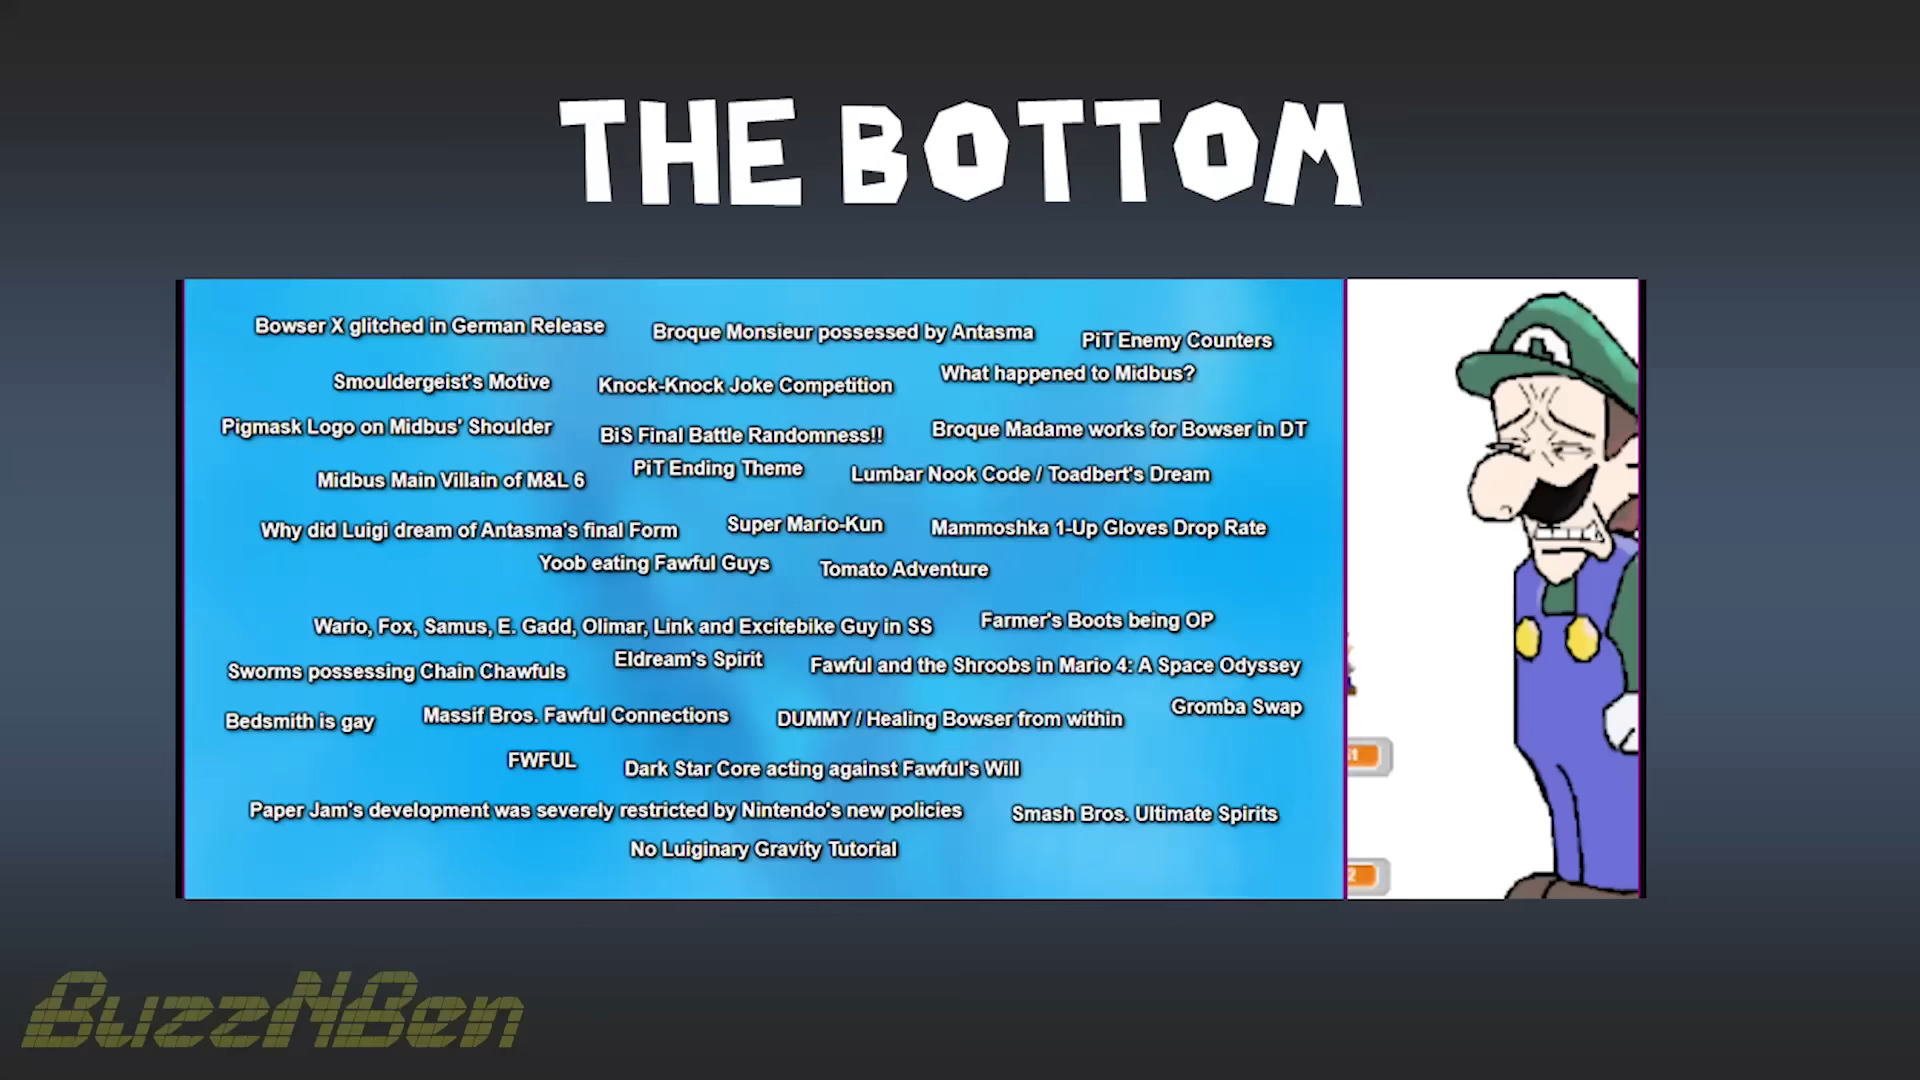 THE BOTTOM
Bowser X glitched in German Release
Broque Monsieur possessed by Antasma
PiT Enemy Counters
Smouldergeist's Motive
Knock-Knock Joke Competition
What happened to Midbus?
Pigmask Logo on Midbus' Shoulder
BiS Final Battle Randomness!!
Broque Madame works for Bowser in DT
Midbus Main Villain of M&L 6
PiT Ending Theme
Lumbar Nook Code / Toadbert's Dream
Why did Luigi dream of Antasma's final Form
Super Mario-Kun
Mammoshka 1-Up Gloves Drop Rate
Yoob eating Fawful Guys
Tomato Adventure
Wario, Fox, Samus, E. Gadd, Olimar, Link and Excitebike Guy in SS
Farmer's Boots being OP
Sworms possessing Chain Chawfuls
Eldream's Spirit
Fawful and the Shroobs in Mario 4: A Space Odyssey
Bedsmith is gay
Massif Bros. Fawful Connections
DUMMY / Healing Bowser from within
Gromba Swap
FWFUL
Dark Star Core acting against Fawful's Will
Paper Jam's development was severely restricted by Nintendo's new policies
Smash Bros. Ultimate Spirits
No Luiginary Gravity Tutorial
L
2
BuzzNBen